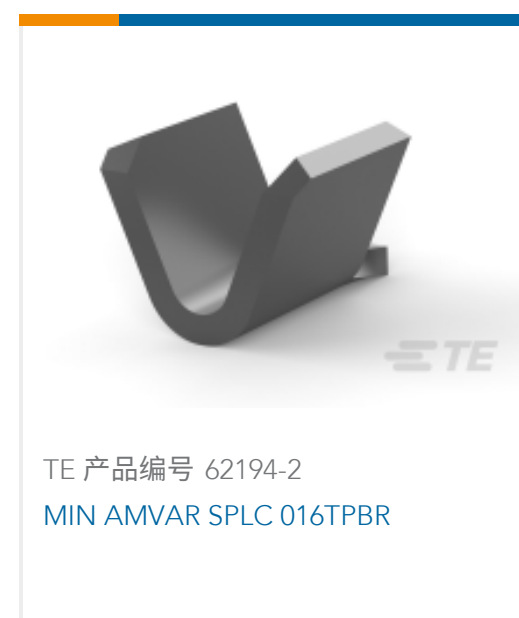 TE
TE 产品编号 62194-2
MIN AMVAR SPLC 016TPBR